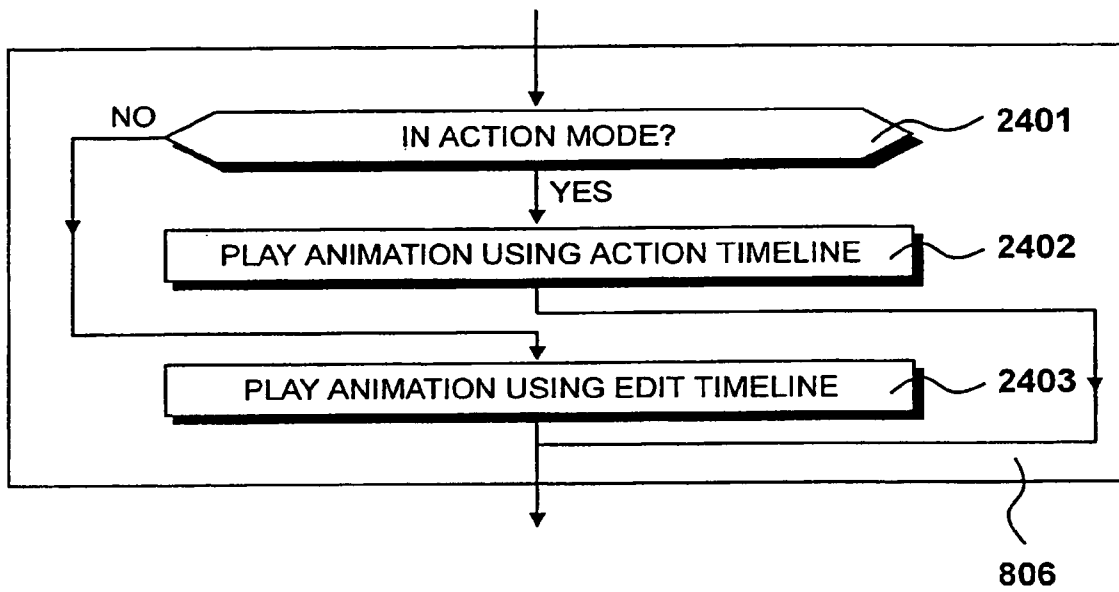 NO
IN ACTION MODE?
2401
YES
PLAY ANIMATION USING ACTION TIMELINE
2402
PLAY ANIMATION USING EDIT TIMELINE
2403
806